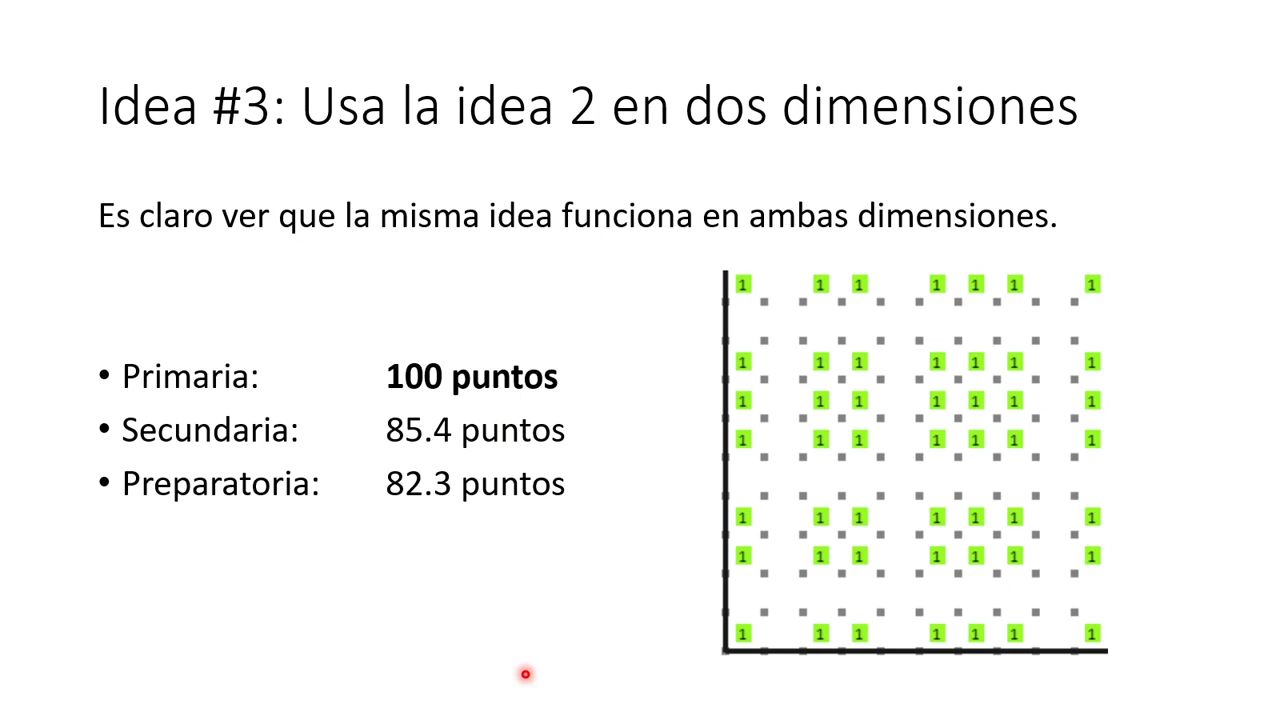 Idea #3: Usa la idea 2 en dos dimensiones
Es claro ver que la misma idea funciona en ambas dimensiones.
• Primaria: 100 puntos
• Secundaria: 85.4 puntos
• Preparatoria: 82.3 puntos
1 1 1 1 1 1 1
1 1 1 1 1 1 1
1 1 1 1 1 1 1
1 1 1 1 1 1 1
1 1 1 1 1 1 1
1 1 1 1 1 1 1
1 1 1 1 1 1 1